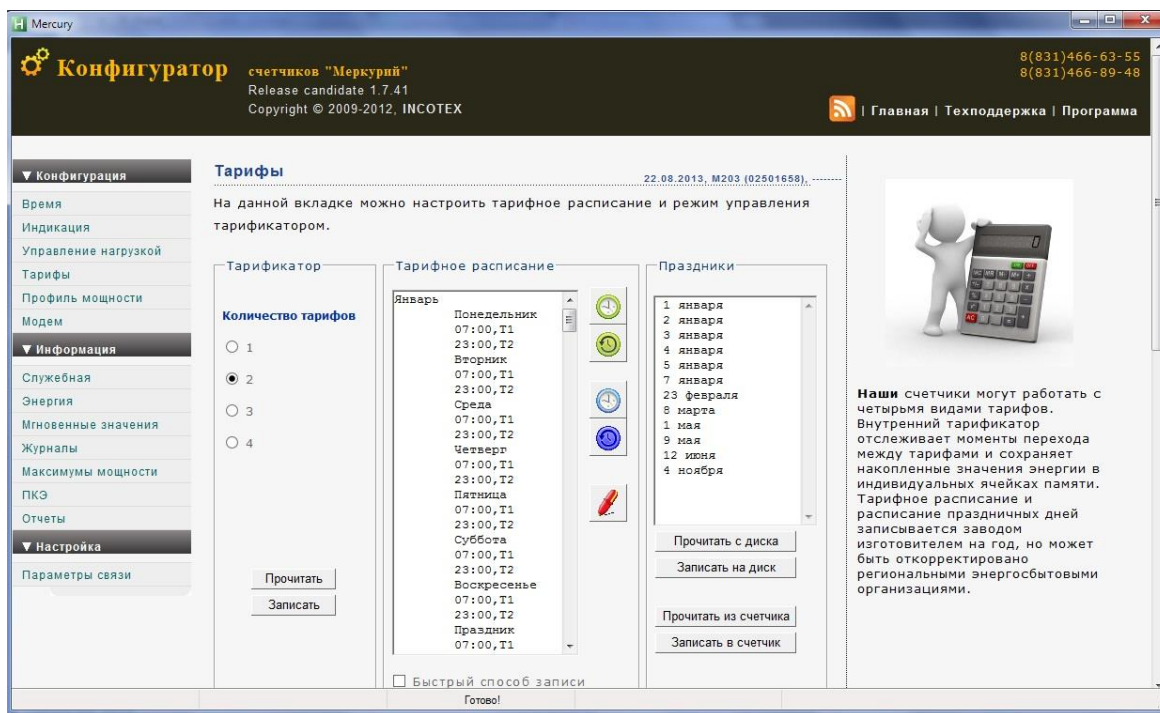 Mercury
Конфигуратор счетчиков "Меркурий"
Release candidate 1.7.41
Copyright © 2009-2012, INCOTEX
8(831)466-63-55
8(831)466-89-48
| Главная | Техподдержка | Программа
▼ Конфигурация
Время
Индикация
Управление нагрузкой
Тарифы
Профиль мощности
Модем
▼ Информация
Служебная
Энергия
Мгновенные значения
Журналы
Максимумы мощности
ПКЭ
Отчеты
▼ Настройка
Параметры связи
Тарифы
22.08.2013, M203 (02501658), -------
На данной вкладке можно настроить тарифное расписание и режим управления
тарификатором.
Тарификатор
Количество тарифов
1
2
3
4
Прочитать
Записать
Тарифное расписание
Январь
Понедельник
07:00,T1
23:00,T2
Вторник
07:00,T1
23:00,T2
Среда
07:00,T1
23:00,T2
Четверг
07:00,T1
23:00,T2
Пятница
07:00,T1
23:00,T2
Суббота
07:00,T1
23:00,T2
Воскресенье
07:00,T1
23:00,T2
Праздник
07:00,T1
Быстрый способ записи
Праздники
1 января
2 января
3 января
4 января
5 января
7 января
23 февраля
8 марта
1 мая
9 мая
12 июня
4 ноября
Прочитать с диска
Записать на диск
Прочитать из счетчика
Записать в счетчик
Наши счетчики могут работать с
четырьмя видами тарифов.
Внутренний тарификатор
отслеживает моменты перехода
между тарифами и сохраняет
накопленные значения энергии в
индивидуальных ячейках памяти.
Тарифное расписание и
расписание праздничных дней
записывается заводом
изготовителем на год, но может
быть откорректировано
региональными энергосбытовыми
организациями.
Готово!